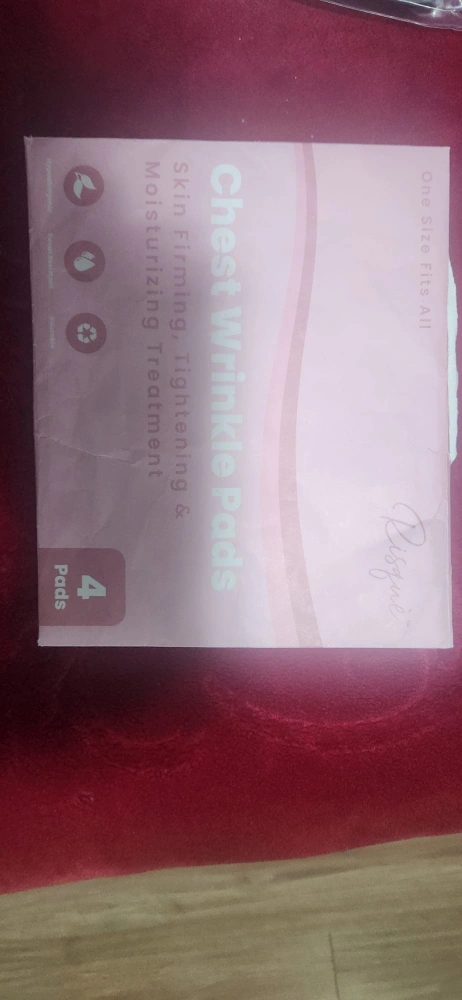 One Size Fits All
Risqué
Chest Wrinkle Pads
Skin Firming, Tightening &
Moisturizing Treatment
4
Pads